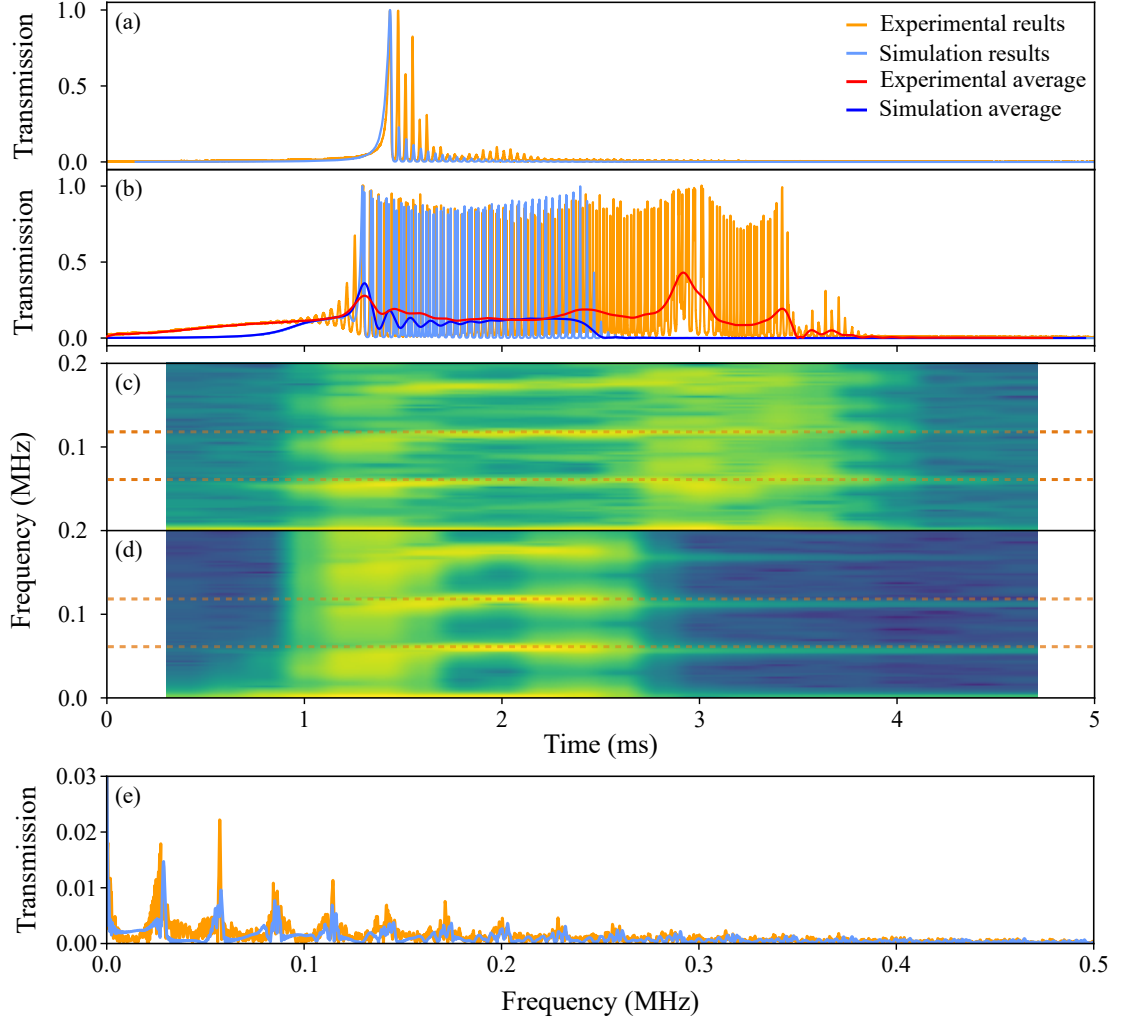 (a)
Transmission
1.0
0.5
0.0
Experimental reults
Simulation results
Experimental average
Simulation average
(b)
Transmission
1.0
0.5
0.0
(c)
Frequency (MHz)
0.2
0.1
0.2
(d)
0.1
0.0
0 1 2 3 4 5
Time (ms)
(e)
Transmission
0.03
0.02
0.01
0.00
0.0 0.1 0.2 0.3 0.4 0.5
Frequency (MHz)